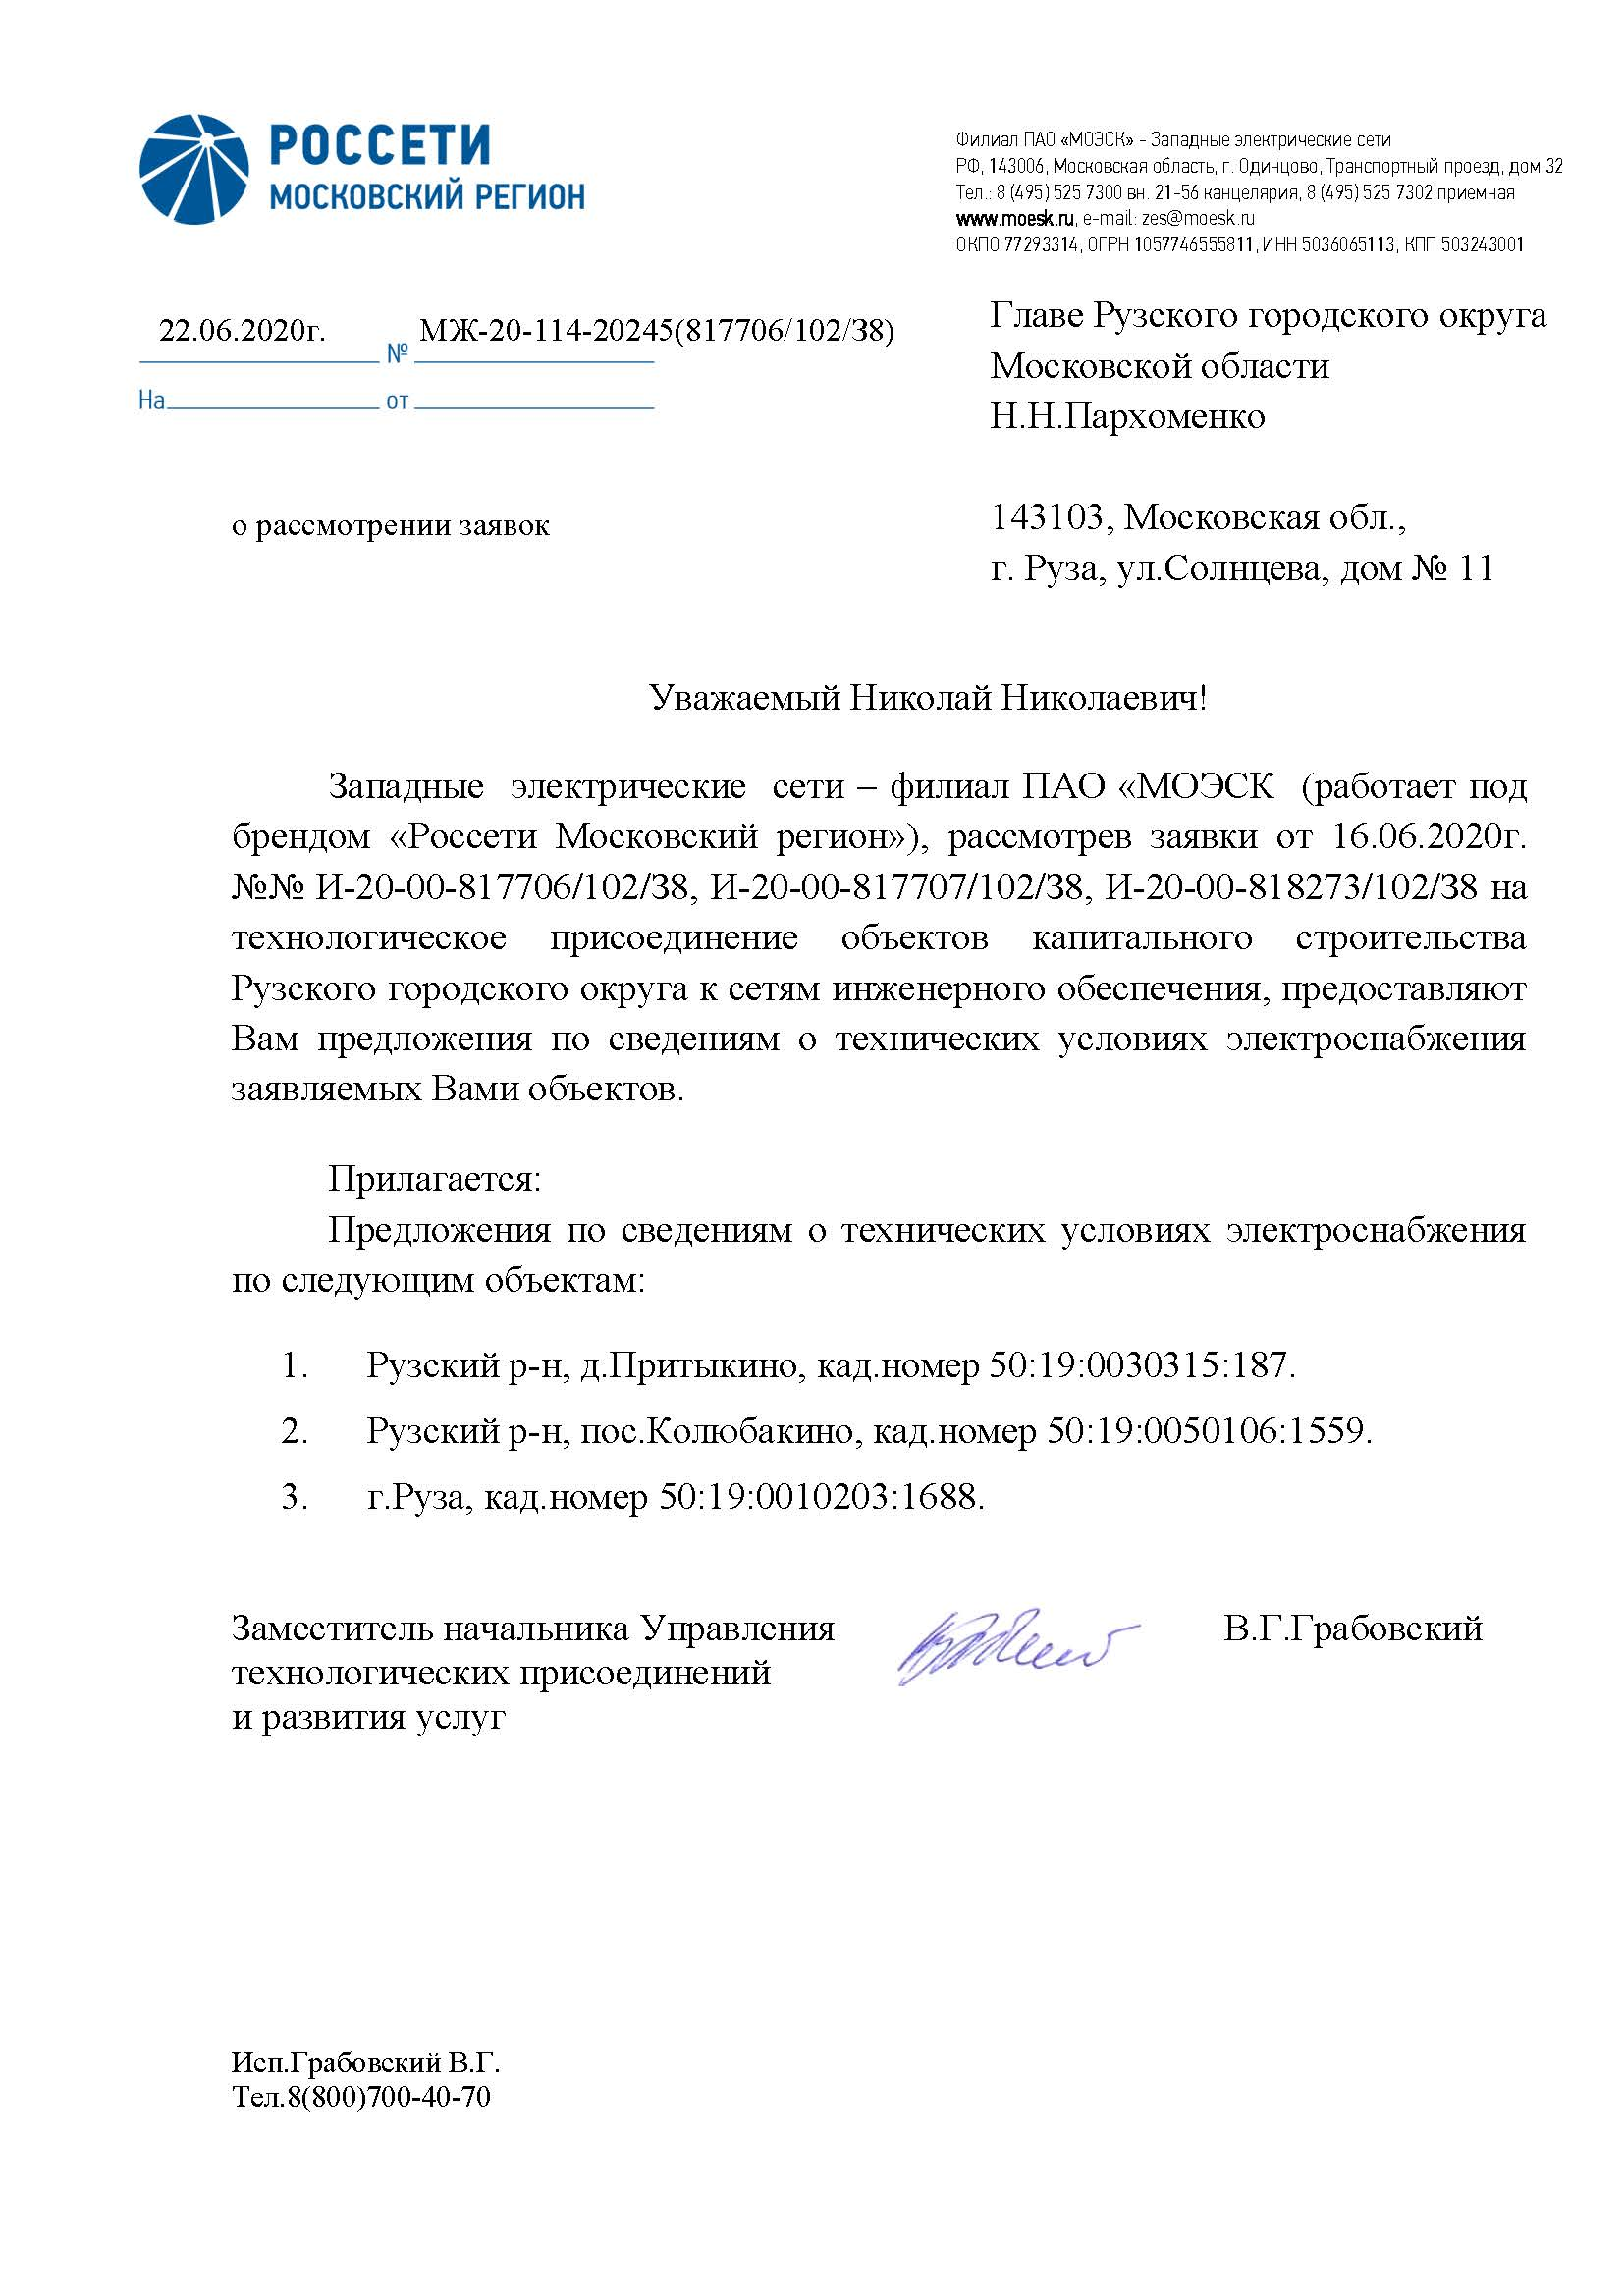 РОССЕТИ
МОСКОВСКИЙ РЕГИОН
Филиал ПАО «МОЭСК» - Западные электрические сети
РФ, 143006, Московская область, г. Одинцово, Транспортный проезд, дом 32
Тел.: 8 (495) 525 7300 вн. 21-56 канцелярия, 8 (495) 525 7302 приемная
www.moesk.ru, e-mail: zes@moesk.ru
ОКПО 77293314, ОГРН 1057746555811, ИНН 5036065113, КПП 503243001
22.06.2020г. № МЖ-20-114-20245(817706/102/З8)
На от
Главе Рузского городского округа
Московской области
Н.Н.Пархоменко
о рассмотрении заявок
143103, Московская обл.,
г. Руза, ул.Солнцева, дом № 11
Уважаемый Николай Николаевич!
Западные электрические сети – филиал ПАО «МОЭСК (работает под
брендом «Россети Московский регион»), рассмотрев заявки от 16.06.2020г.
№№ И-20-00-817706/102/З8, И-20-00-817707/102/З8, И-20-00-818273/102/З8 на
технологическое присоединение объектов капитального строительства
Рузского городского округа к сетям инженерного обеспечения, предоставляют
Вам предложения по сведениям о технических условиях электроснабжения
заявляемых Вами объектов.
Прилагается:
Предложения по сведениям о технических условиях электроснабжения
по следующим объектам:
1. Рузский р-н, д.Притыкино, кад.номер 50:19:0030315:187.
2. Рузский р-н, пос.Колюбакино, кад.номер 50:19:0050106:1559.
3. г.Руза, кад.номер 50:19:0010203:1688.
Заместитель начальника Управления В.Г.Грабовский
технологических присоединений
и развития услуг
Исп.Грабовский В.Г.
Тел.8(800)700-40-70